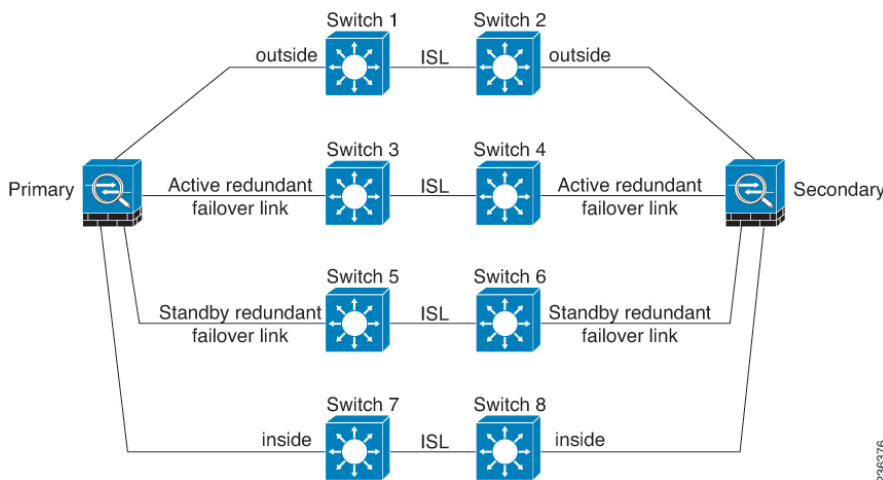 Switch 1
Switch 2
outside
ISL
outside
Switch 3
Switch 4
Primary
Active redundant
failover link
ISL
Active redundant
failover link
Secondary
Switch 5
Switch 6
Standby redundant
failover link
ISL
Standby redundant
failover link
Switch 7
Switch 8
inside
ISL
inside
236376